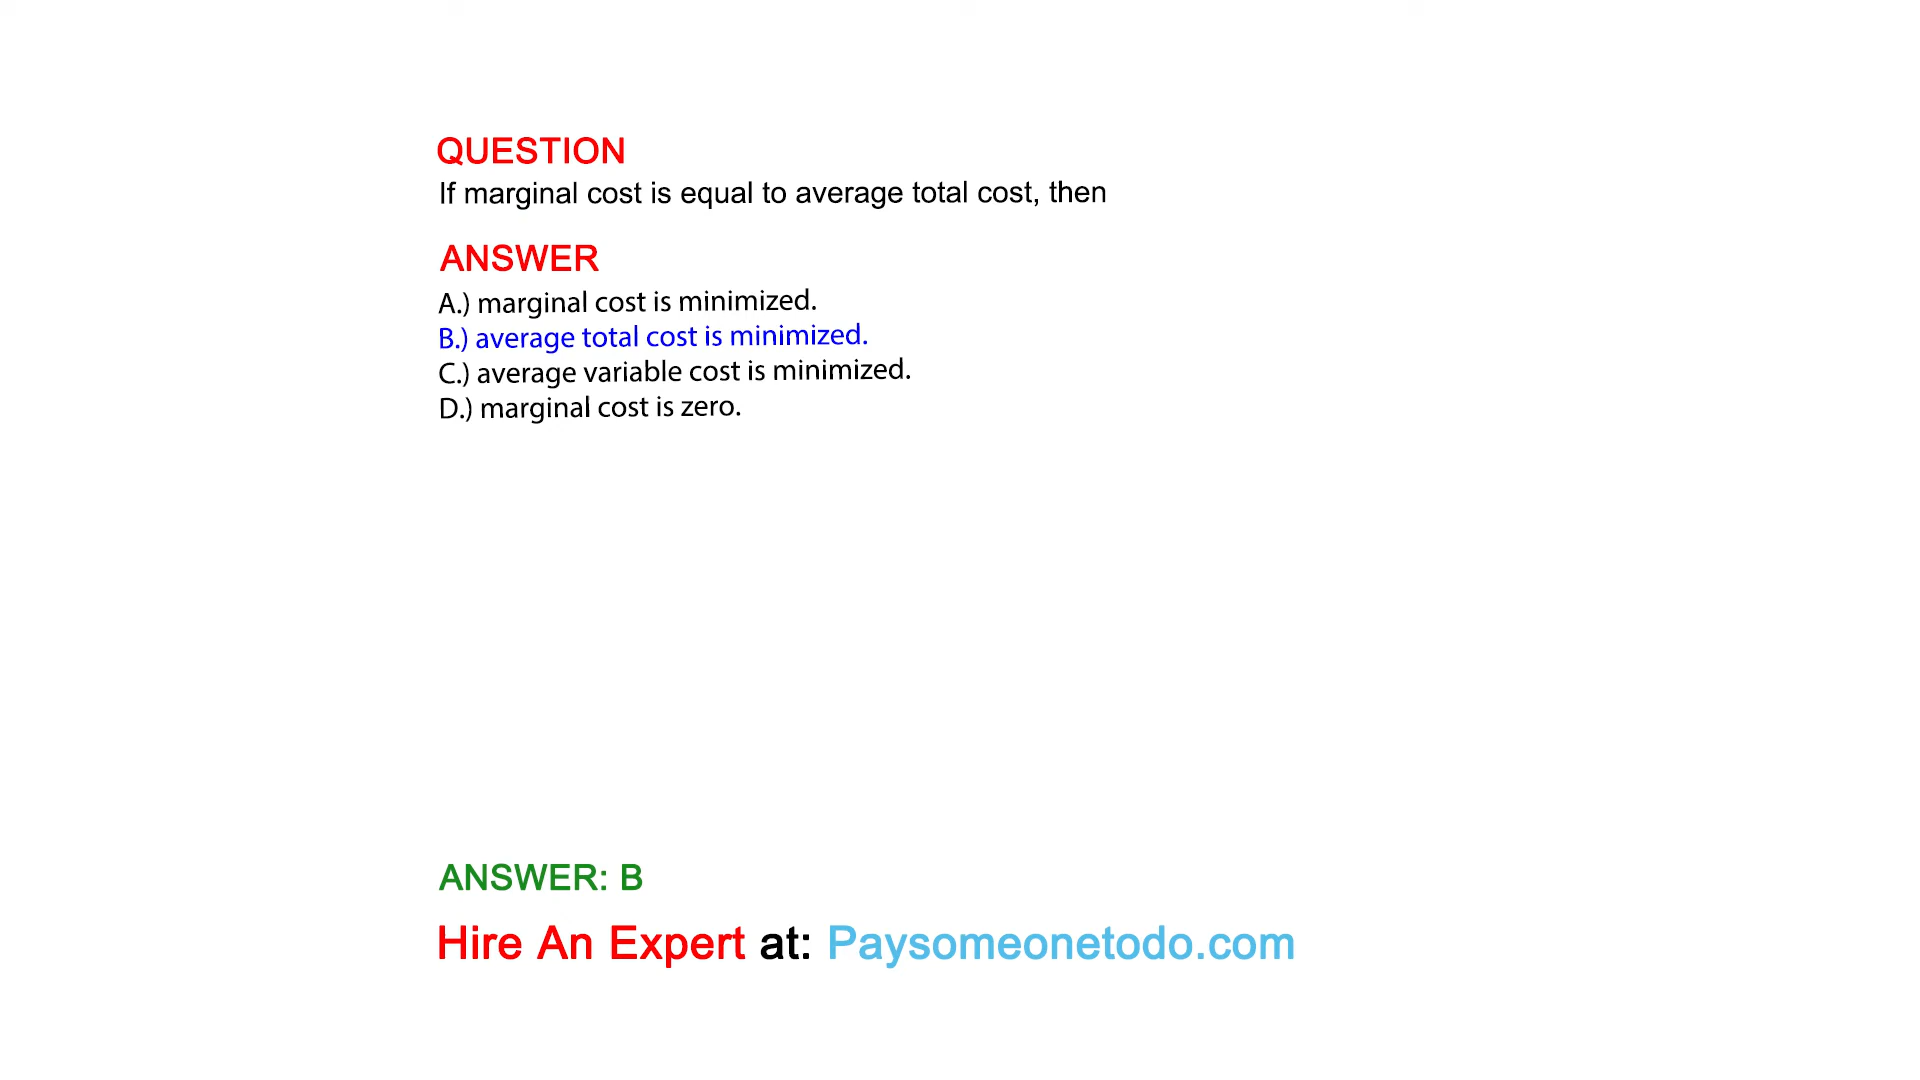 QUESTION
If marginal cost is equal to average total cost, then
ANSWER
A.) marginal cost is minimized.
B.) average total cost is minimized.
C.) average variable cost is minimized.
D.) marginal cost is zero.
ANSWER: B
Hire An Expert at: Paysomeonetodo.com